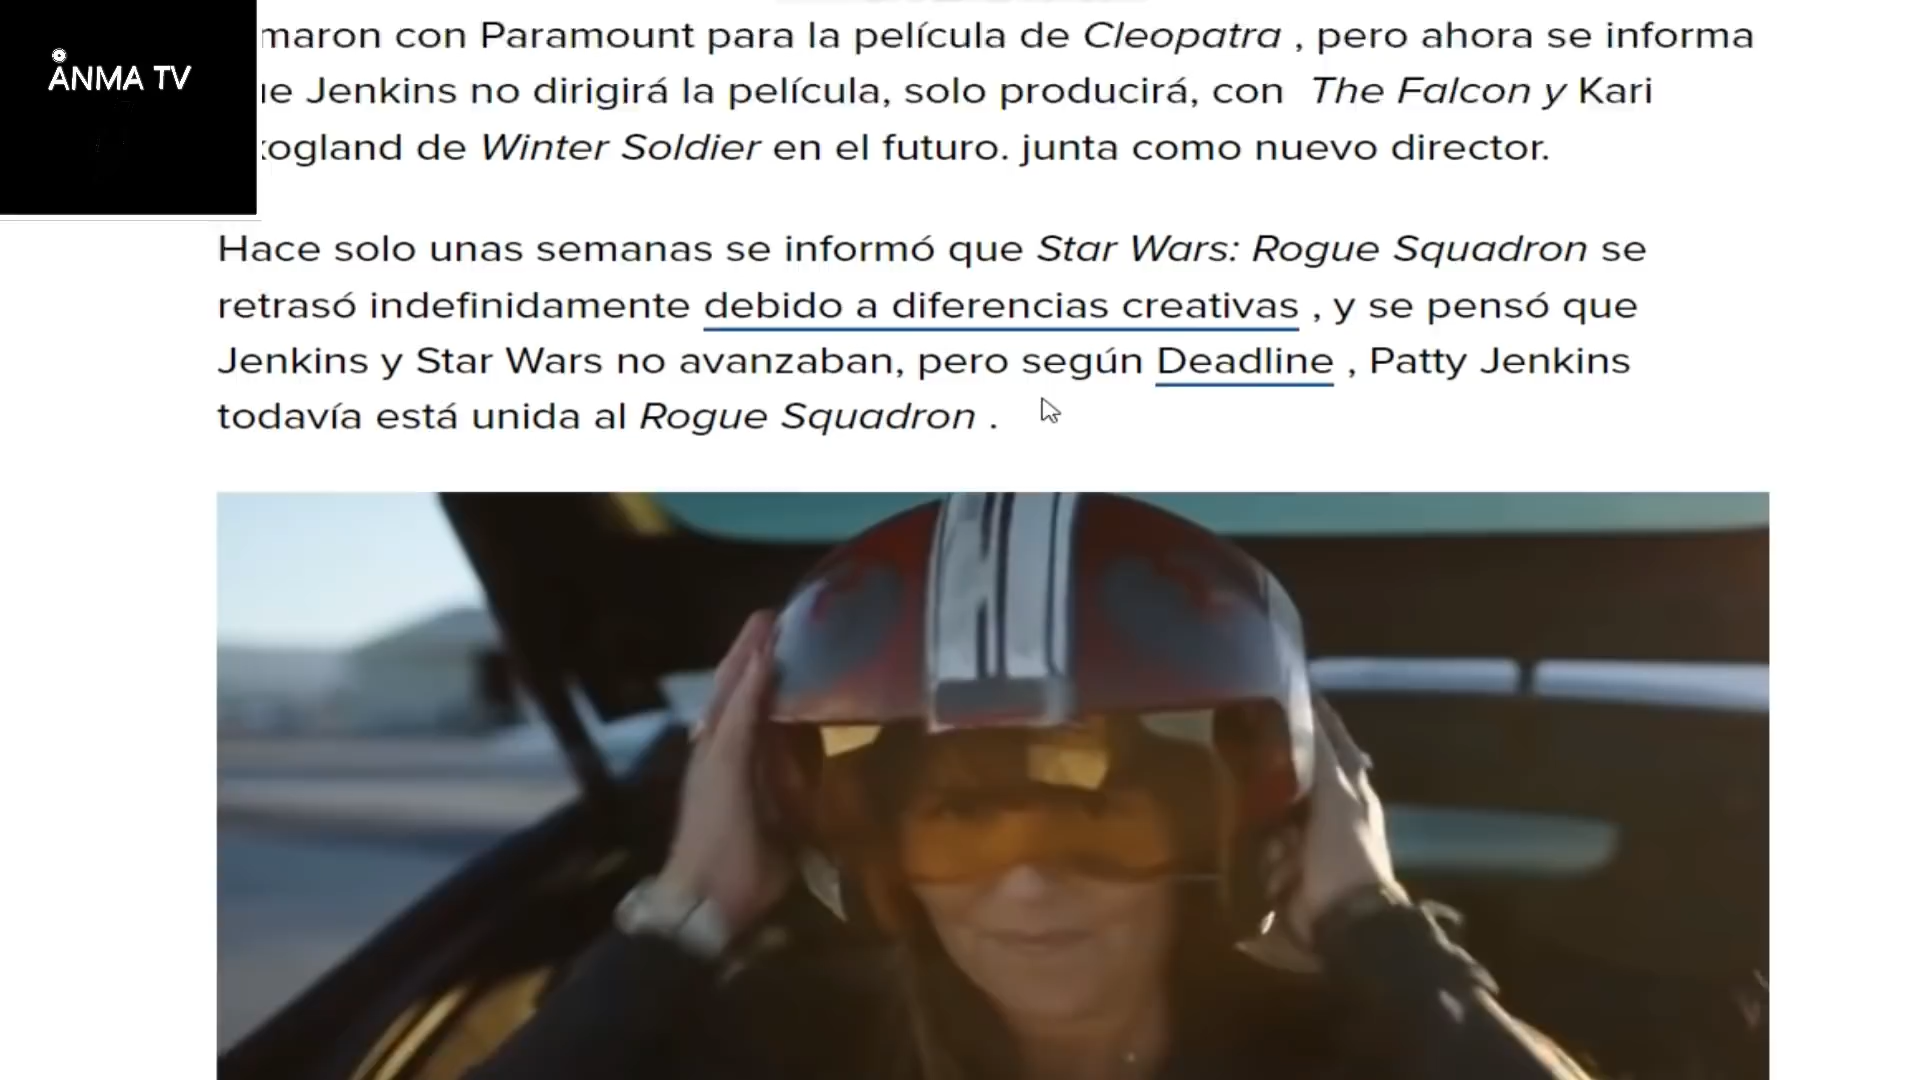 ANMA TV
maron con Paramount para la película de Cleopatra , pero ahora se informa
ue Jenkins no dirigirá la película, solo producirá, con The Falcon y Kari
kogland de Winter Soldier en el futuro. junta como nuevo director.
Hace solo unas semanas se informó que Star Wars: Rogue Squadron se
retrasó indefinidamente debido a diferencias creativas , y se pensó que
Jenkins y Star Wars no avanzaban, pero según Deadline , Patty Jenkins
todavía está unida al Rogue Squadron .